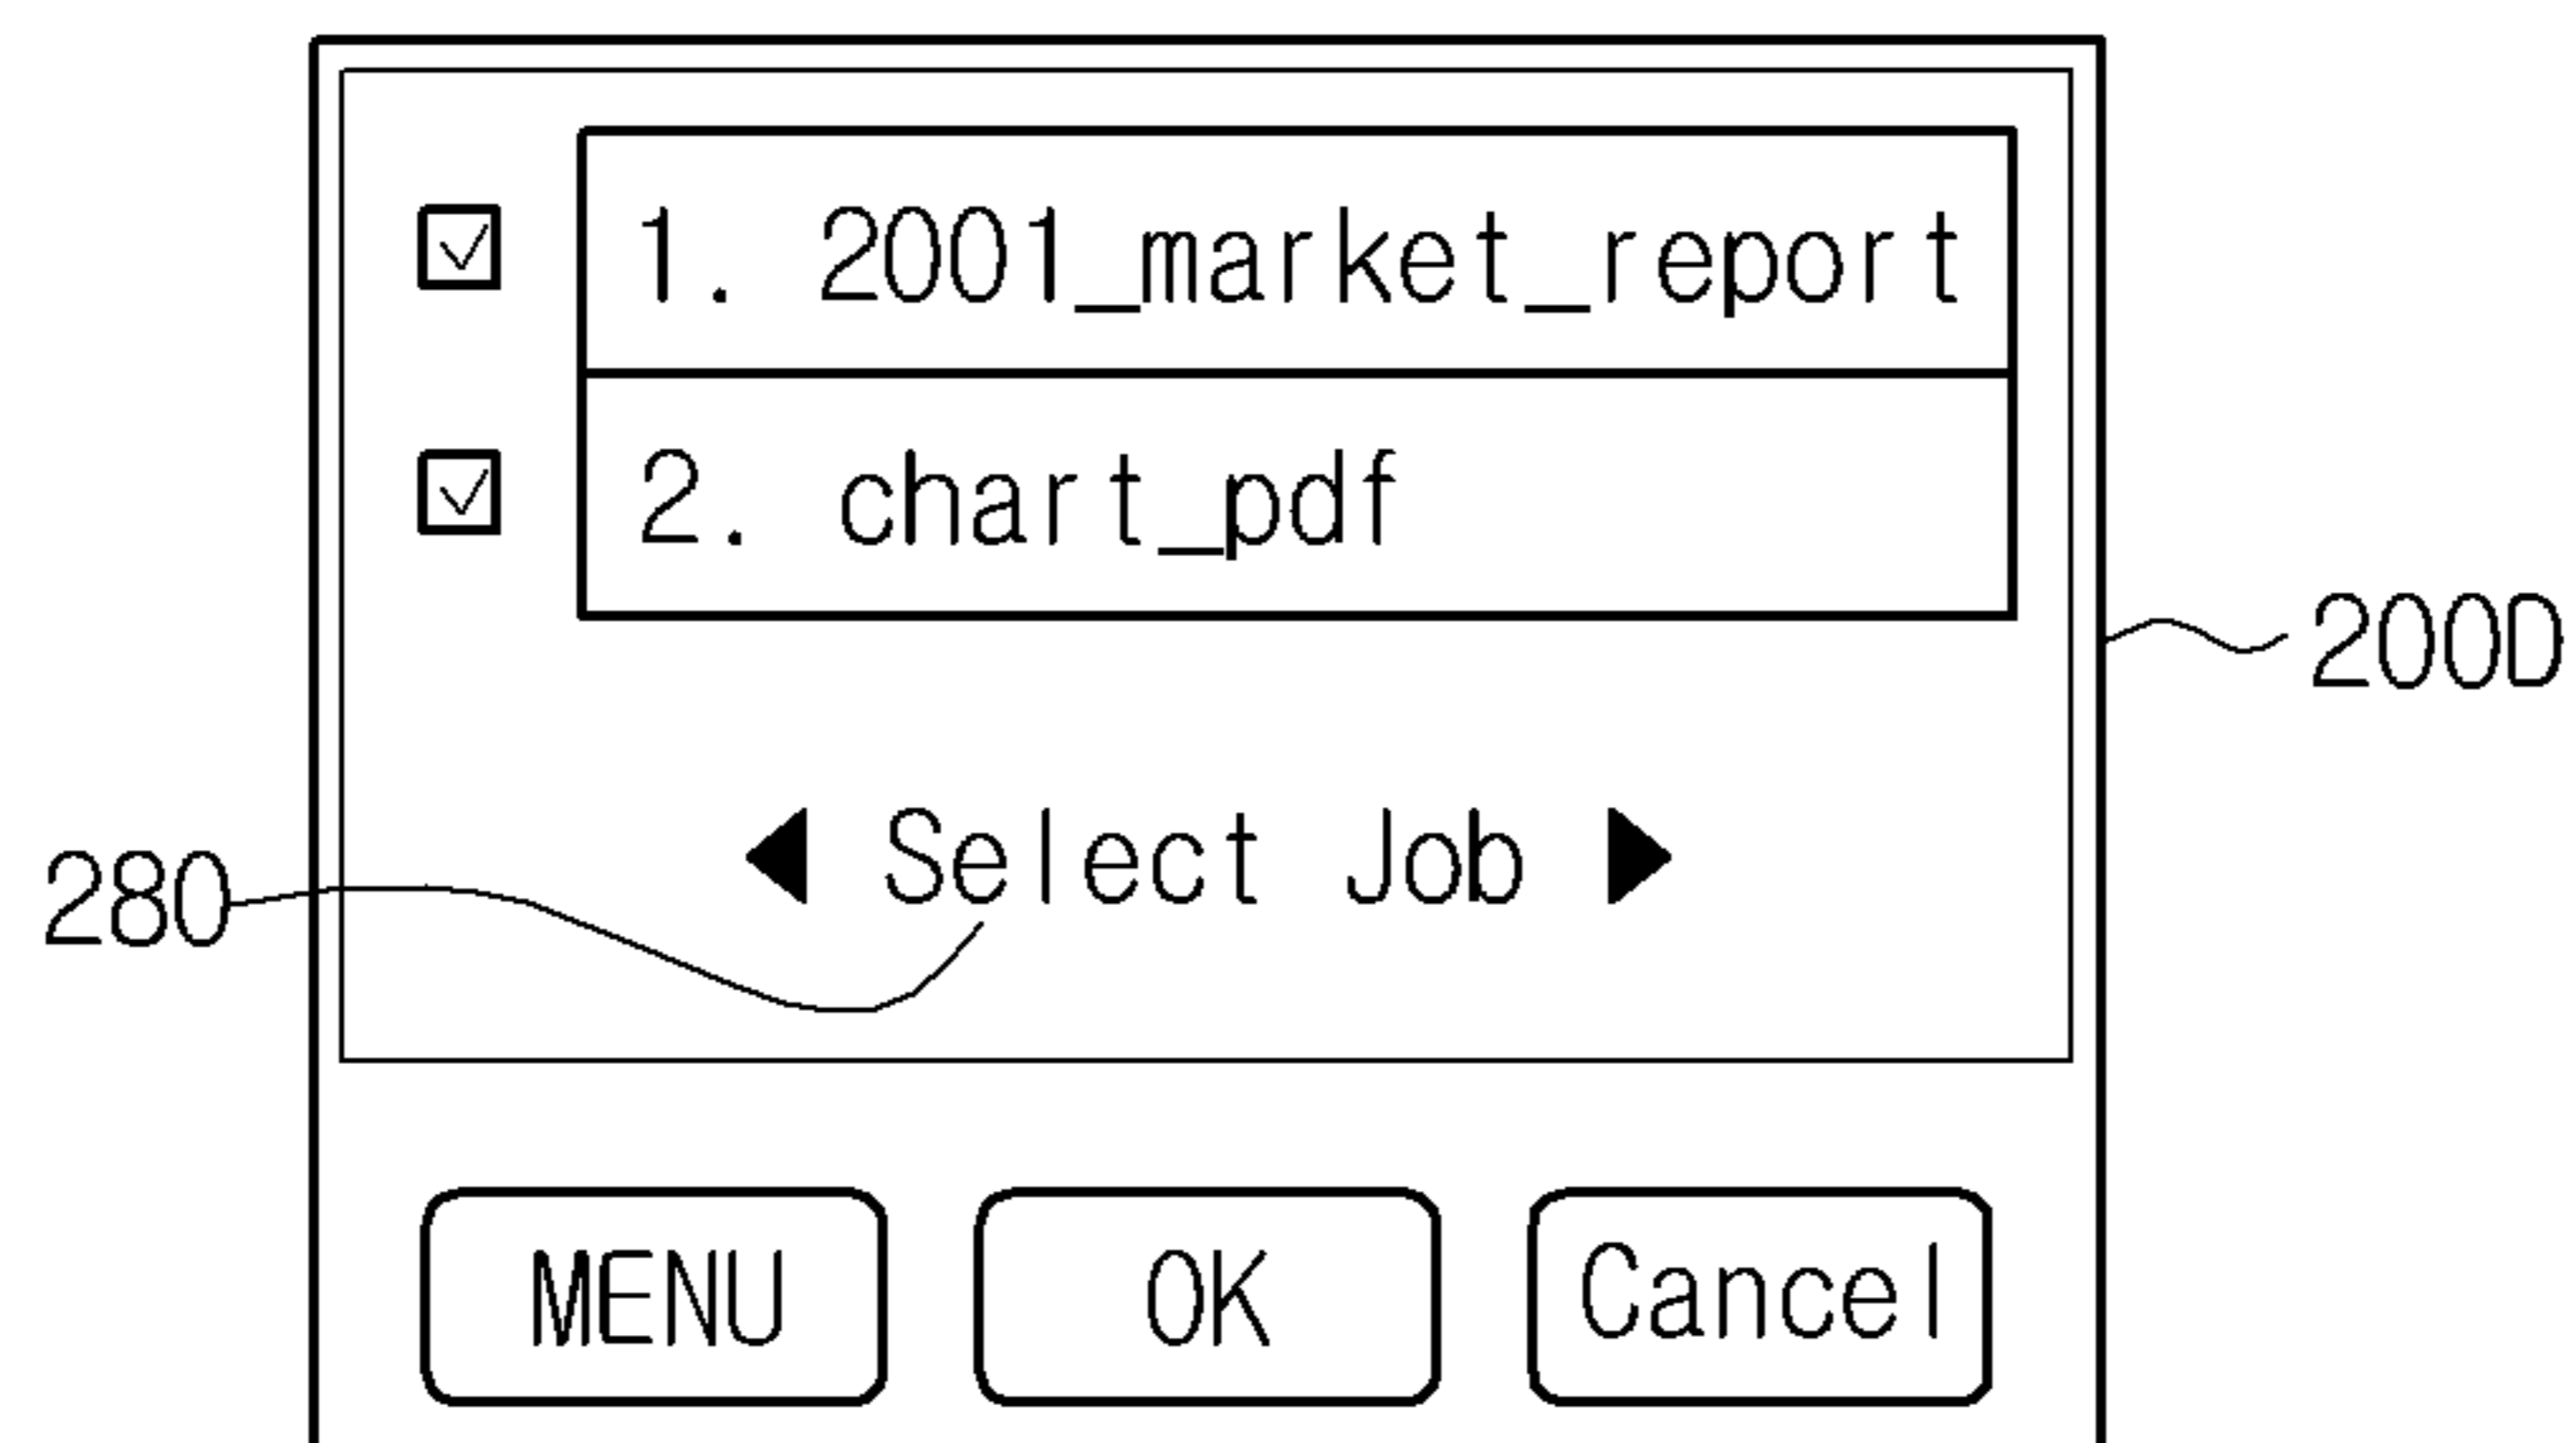 1. 2001_market_report
2. chart_pdf
200D
◀ Select Job ▶
280
MENU OK Cancel